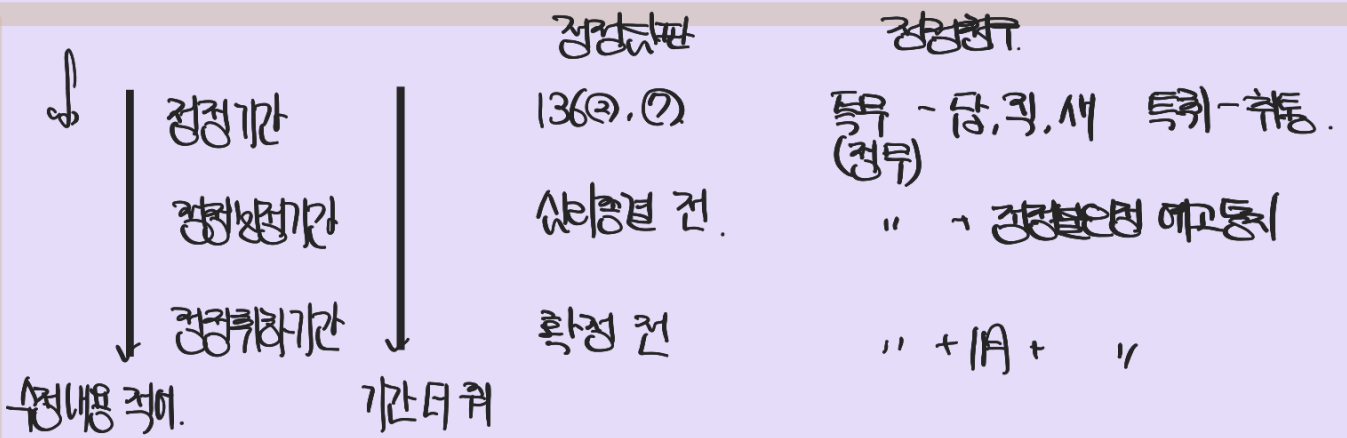 정정심판 정정청구.
정정기간 136②.⑦ 특무 - 답,직,새 특취 - 취통.
(정무)
정정보정기간 심리종결 전. 〃 + 정정불인정 예고통지
정정취하기간 확정 전 〃 + 1月 + 〃
수정내용 적어. 기간 더 줘